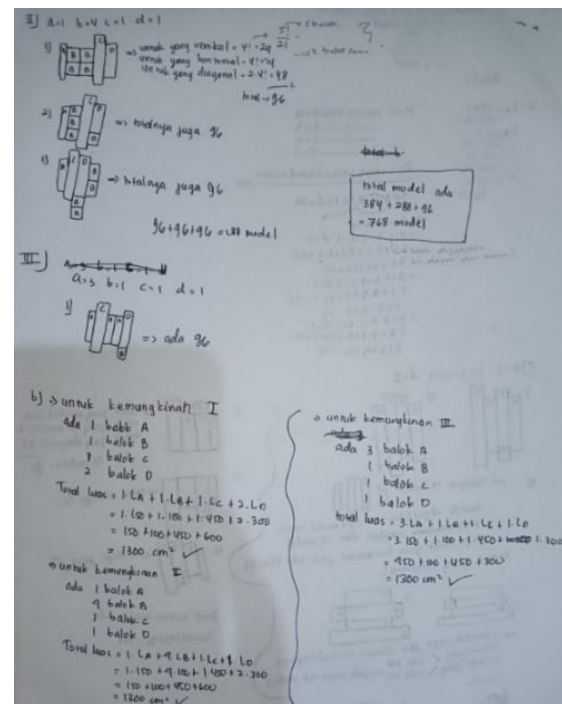 II) a=1 b=4 c=1 d=1
1) => untuk yang vertikal = 4! = 24
untuk yang horizontal = 4! = 24
untuk yang diagonal = 2.4! = 48
total -> 96
2) => totalnya juga 96
=> totalnya juga 96
96+96+96 = 288 model
total model ada
384 + 288 + 96
= 768 model
III)
a=3 b=1 c=1 d=1
1) => ada 96
b) > untuk kemungkinan I
ada 1 balok A
1 balok B
1 balok C
2 balok D
Total luas = 1.LA + 1.LB + 1.LC + 2.LD
= 1.150 + 1.100 + 1.450 + 2.300
= 150 + 100 + 450 + 600
= 1300 cm² ✓
> untuk kemungkinan II
ada 1 balok A
4 balok B
1 balok C
1 balok D
Total luas = 1.LA + 4.LB + 1.LC + 1.LD
= 1.150 + 4.100 + 1.450 + 2.300
= 150 + 100 + 450 + 600
= 1300 cm² ✓
> untuk kemungkinan III
ada 3 balok A
1 balok B
1 balok C
1 balok D
total luas = 3.LA + 1.LB + 1.LC + 1.LD
= 3.150 + 1.100 + 1.450 + 1.300
= 450 + 100 + 450 + 300
= 1300 cm² ✓